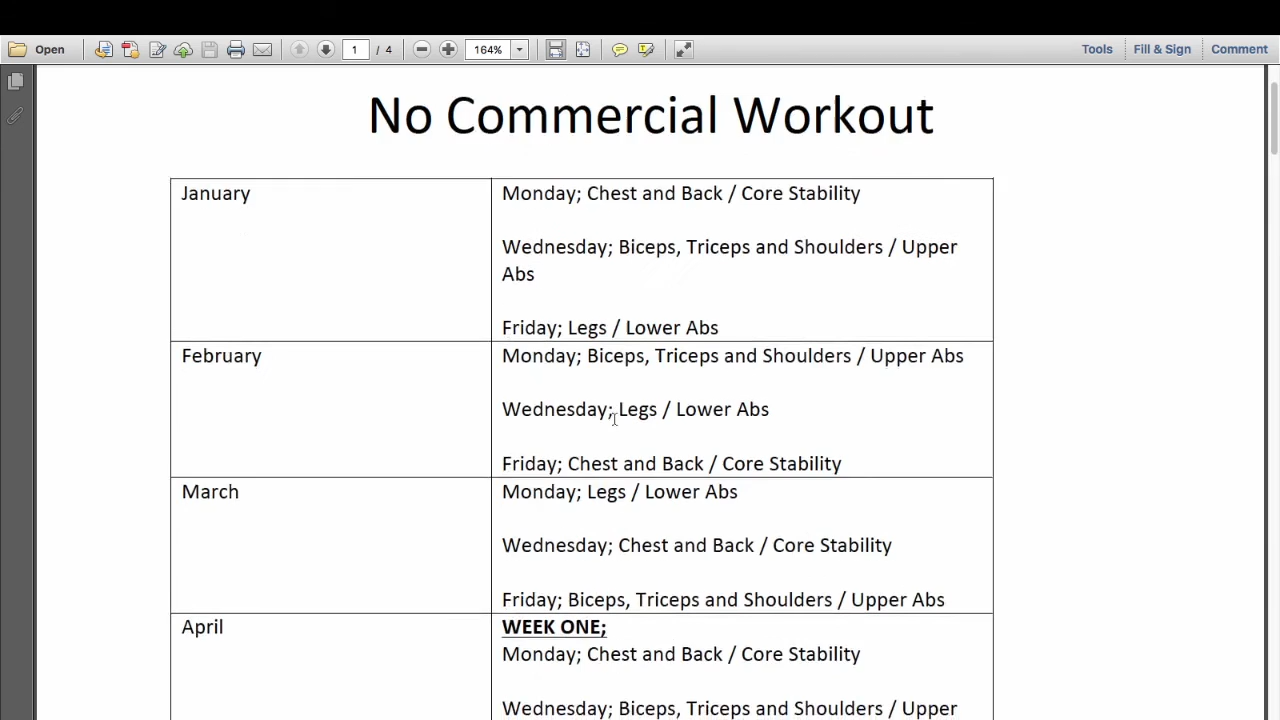 Open
1 / 4
164%
Tools
Fill & Sign
Comment
No Commercial Workout
January
Monday; Chest and Back / Core Stability
Wednesday; Biceps, Triceps and Shoulders / Upper
Abs
Friday; Legs / Lower Abs
February
Monday; Biceps, Triceps and Shoulders / Upper Abs
Wednesday; Legs / Lower Abs
Friday; Chest and Back / Core Stability
March
Monday; Legs / Lower Abs
Wednesday; Chest and Back / Core Stability
Friday; Biceps, Triceps and Shoulders / Upper Abs
April
WEEK ONE;
Monday; Chest and Back / Core Stability
Wednesday; Biceps, Triceps and Shoulders / Upper